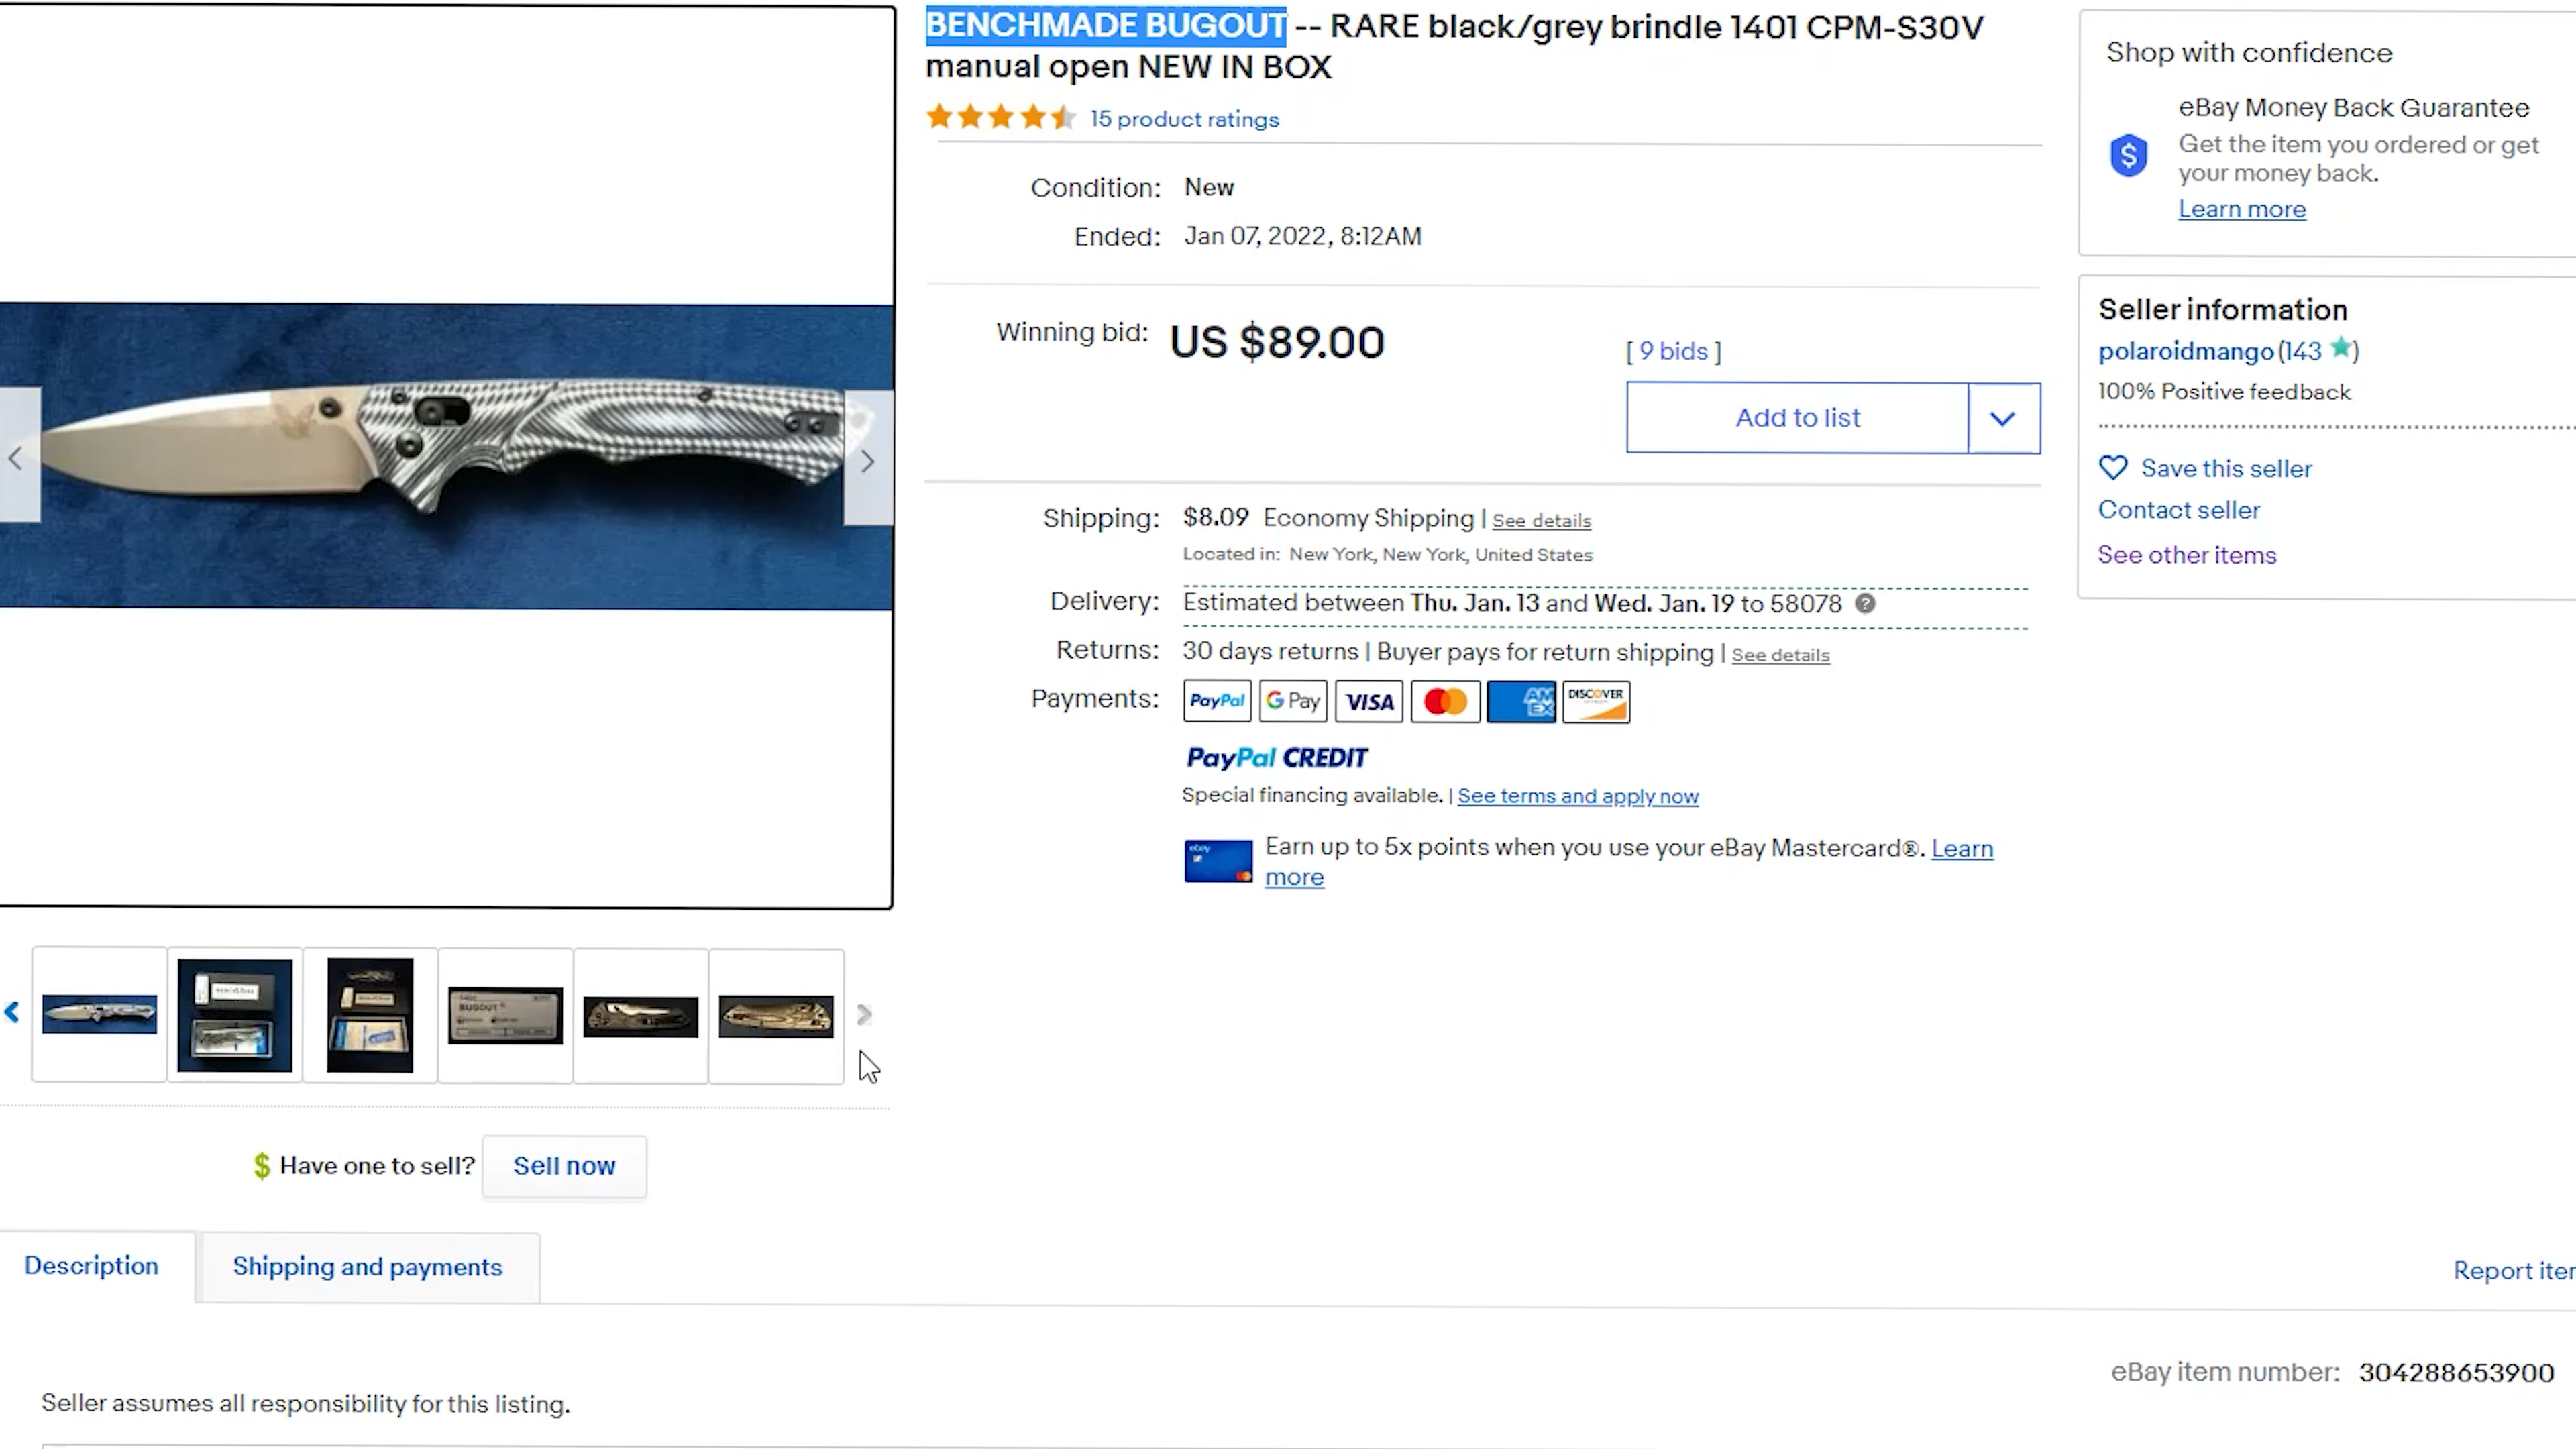 BENCHMADE BUGOUT -- RARE black/grey brindle 1401 CPM-S30V
manual open NEW IN BOX
15 product ratings
Condition: New
Ended: Jan 07, 2022, 8:12AM
Winning bid: US $89.00
[ 9 bids ]
Add to list
Shipping: $8.09 Economy Shipping | See details
Located in: New York, New York, United States
Delivery: Estimated between Thu. Jan. 13 and Wed. Jan. 19 to 58078 ?
Returns: 30 days returns | Buyer pays for return shipping | See details
Payments: PayPal G Pay VISA AM EX DISCOVER
PayPal CREDIT
Special financing available. | See terms and apply now
ebay
Earn up to 5x points when you use your eBay Mastercard®. Learn
more
Shop with confidence
eBay Money Back Guarantee
$
Get the item you ordered or get
your money back.
Learn more
Seller information
polaroidmango (143 ★)
100% Positive feedback
Save this seller
Contact seller
See other items
BUGOUT
$ Have one to sell? Sell now
Description
Shipping and payments
Report iter
eBay item number: 304288653900
Seller assumes all responsibility for this listing.